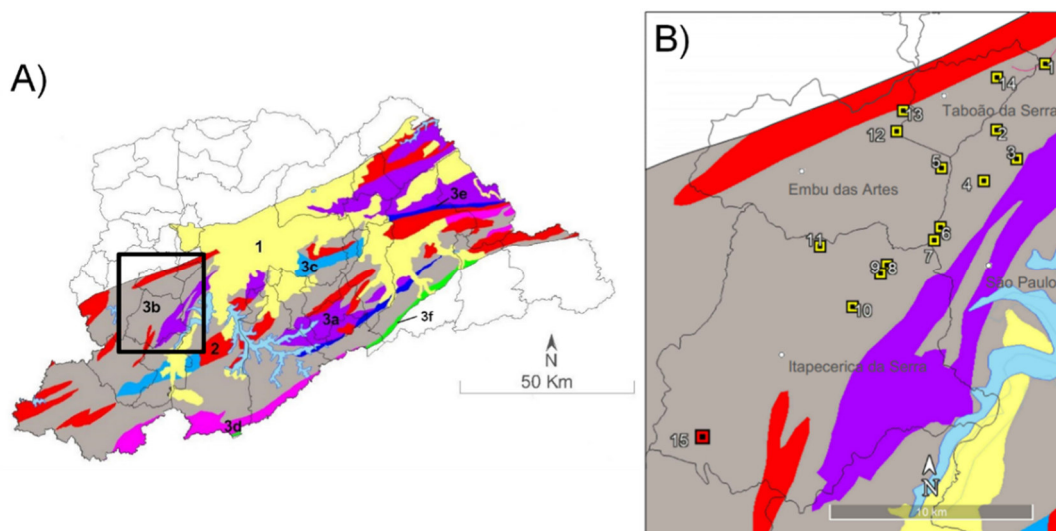 A)
1
3e
3c
3b
3a
3f
2
3d
N
50 Km
B)
1
14
Taboão da Serra
13
12
2
3
5
4
Embu das Artes
6
11
7
9
8
São Paulo
10
Itapecerica da Serra
15
N
10 km